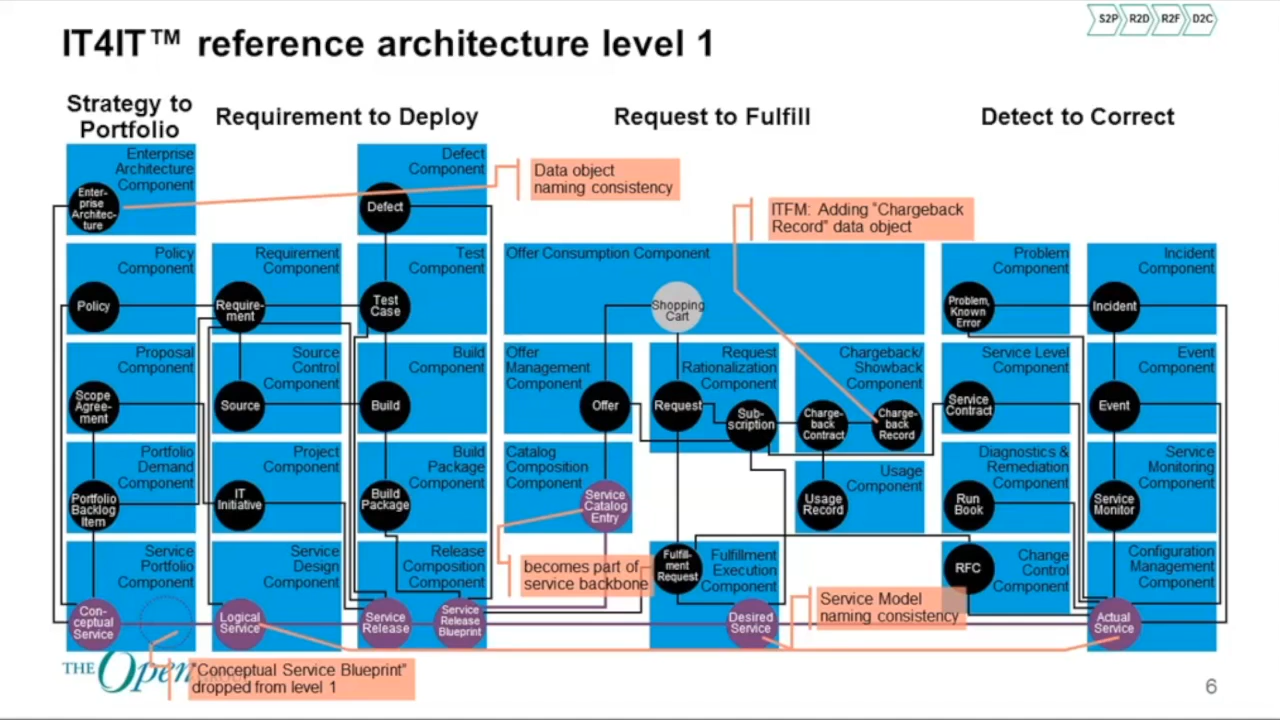 S2P R2D R2F D2C
IT4IT™ reference architecture level 1
Strategy to
Portfolio
Requirement to Deploy
Request to Fulfill
Detect to Correct
Enterprise
Architecture
Component
Enter-
prise
Architec-
ture
Defect
Component
Defect
Data object
naming consistency
ITFM: Adding "Chargeback
Record" data object
Policy
Component
Policy
Requirement
Component
Require-
ment
Test
Component
Test
Case
Offer Consumption Component
Shopping
Cart
Problem
Component
Problem,
Known
Error
Incident
Component
Incident
Proposal
Component
Scope
Agree-
ment
Source
Control
Component
Source
Build
Component
Build
Offer
Management
Component
Offer
Request
Rationalization
Component
Request
Sub-
scription
Chargeback/
Showback
Component
Charge-
back
Contract
Charge-
back
Record
Service Level
Component
Service
Contract
Event
Component
Event
Portfolio
Demand
Component
Portfolio
Backlog
Item
Project
Component
IT
Initiative
Build
Package
Component
Build
Package
Catalog
Composition
Component
Service
Catalog
Entry
Usage
Component
Usage
Record
Diagnostics &
Remediation
Component
Run
Book
Service
Monitoring
Component
Service
Monitor
Service
Portfolio
Component
Con-
ceptual
Service
Service
Design
Component
Logical
Service
Release
Composition
Component
Service
Release
Service
Release
Blueprint
becomes part of
service backbone
Fulfill-
ment
Request
Fulfillment
Execution
Component
Desired
Service
Service Model
naming consistency
RFC
Change
Control
Component
Configuration
Management
Component
Actual
Service
THE Open
"Conceptual Service Blueprint"
dropped from level 1
6